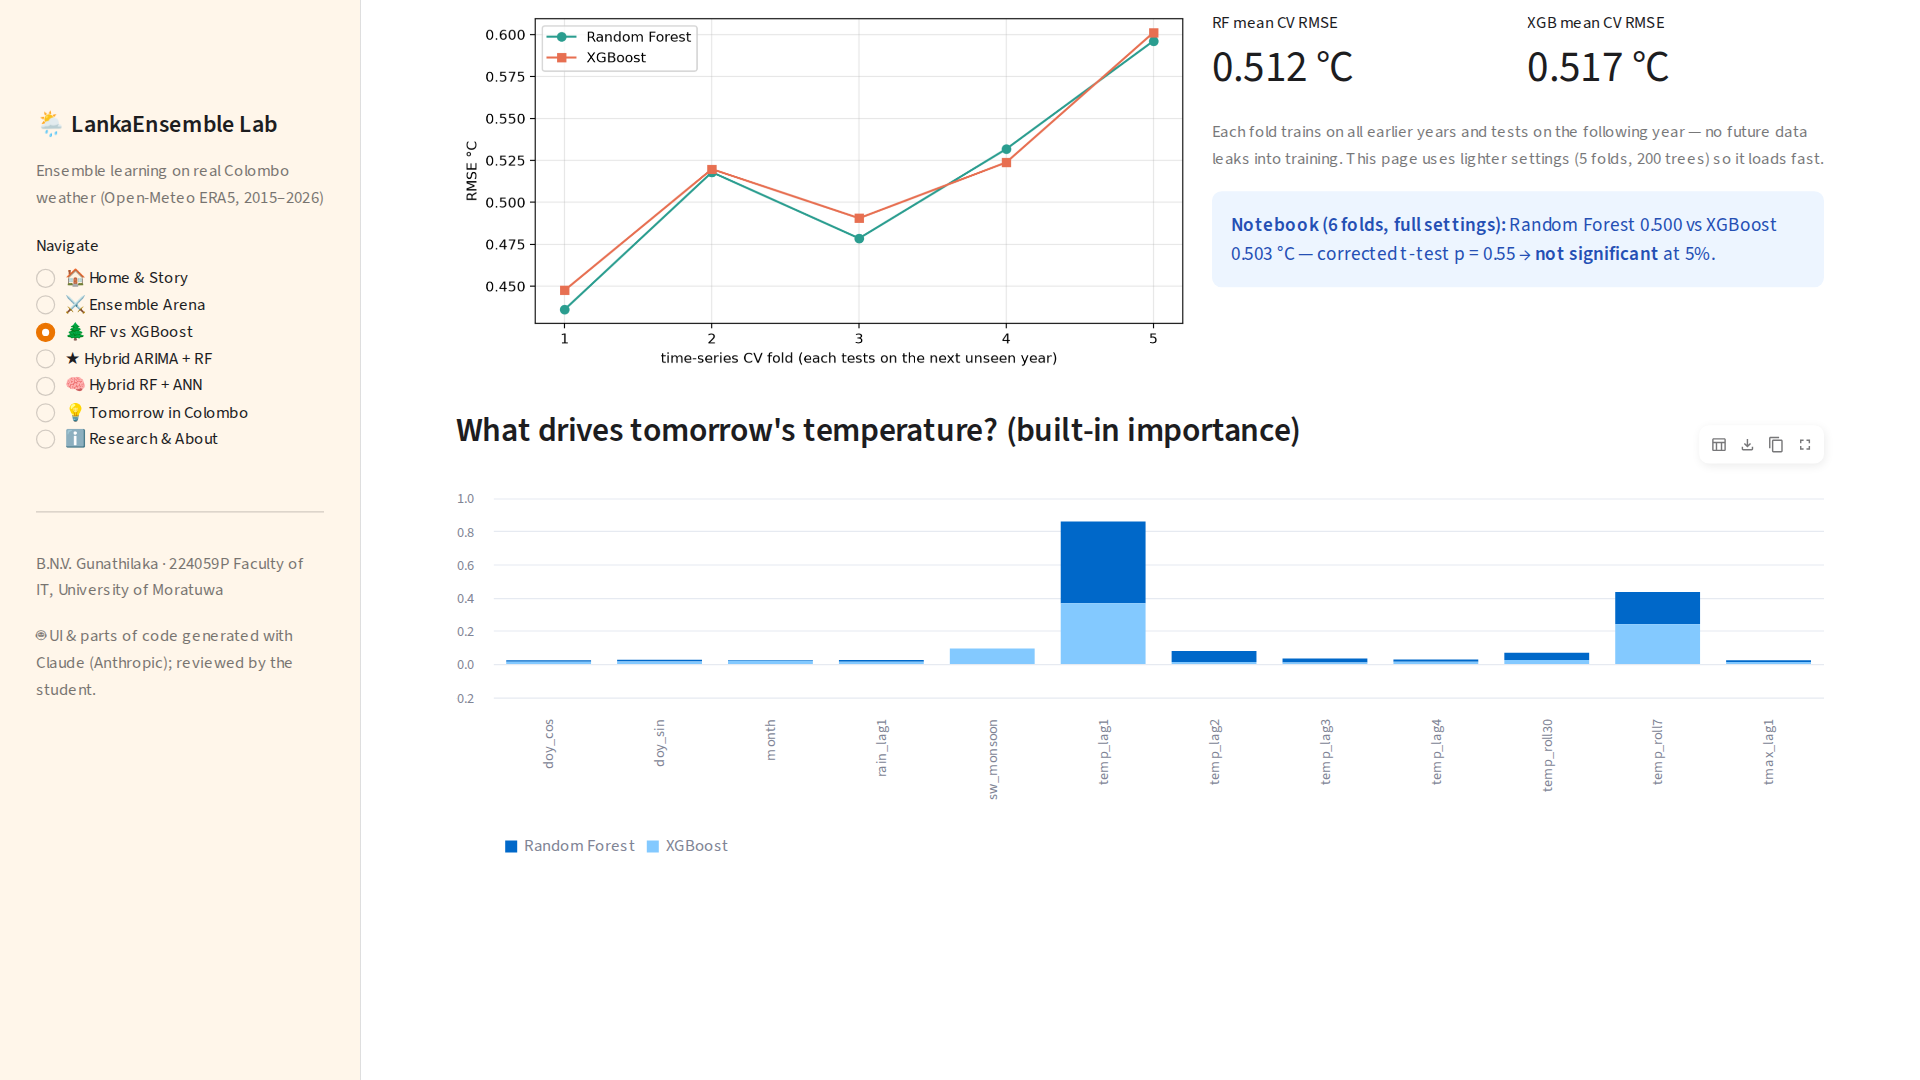 🌦️ LankaEnsemble Lab
Ensemble learning on real Colombo
weather (Open-Meteo ERA5, 2015–2026)
Navigate
🏠 Home & Story
⚔️ Ensemble Arena
🌲 RF vs XGBoost
★ Hybrid ARIMA + RF
🧠 Hybrid RF + ANN
💡 Tomorrow in Colombo
ℹ️ Research & About
B.N.V. Gunathilaka · 224059P Faculty of
IT, University of Moratuwa
UI & parts of code generated with
Claude (Anthropic); reviewed by the
student.
Random Forest
XGBoost
0.600
0.575
0.550
0.525
0.500
0.475
0.450
RMSE °C
1 2 3 4 5
time-series CV fold (each tests on the next unseen year)
RF mean CV RMSE
0.512 °C
XGB mean CV RMSE
0.517 °C
Each fold trains on all earlier years and tests on the following year — no future data
leaks into training. This page uses lighter settings (5 folds, 200 trees) so it loads fast.
Notebook (6 folds, full settings): Random Forest 0.500 vs XGBoost
0.503 °C — corrected t-test p = 0.55 → not significant at 5%.
What drives tomorrow's temperature? (built-in importance)
1.0
0.8
0.6
0.4
0.2
0.0
0.2
doy_cos
doy_sin
month
rain_lag1
sw_monsoon
temp_lag1
temp_lag2
temp_lag3
temp_lag4
temp_roll30
temp_roll7
tmax_lag1
Random Forest XGBoost